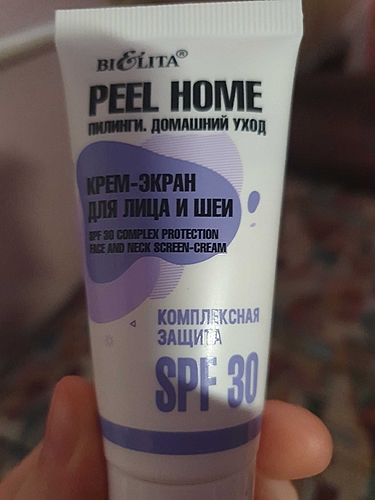 BIELITA®
PEEL HOME
ПИЛИНГИ. ДОМАШНИЙ УХОД
КРЕМ-ЭКРАН
ДЛЯ ЛИЦА И ШЕИ
SPF 30 COMPLEX PROTECTION
FACE AND NECK SCREEN-CREAM
КОМПЛЕКСНАЯ
ЗАЩИТА
SPF 30